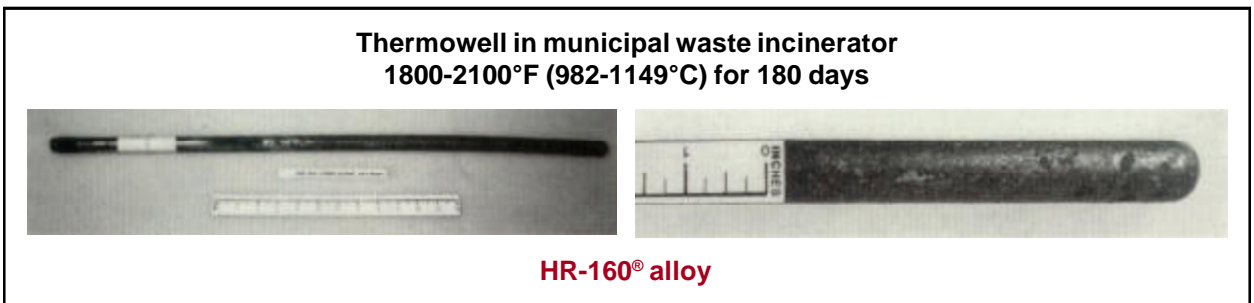 Thermowell in municipal waste incinerator
1800-2100°F (982-1149°C) for 180 days
1 0
INCHES
HR-160® alloy